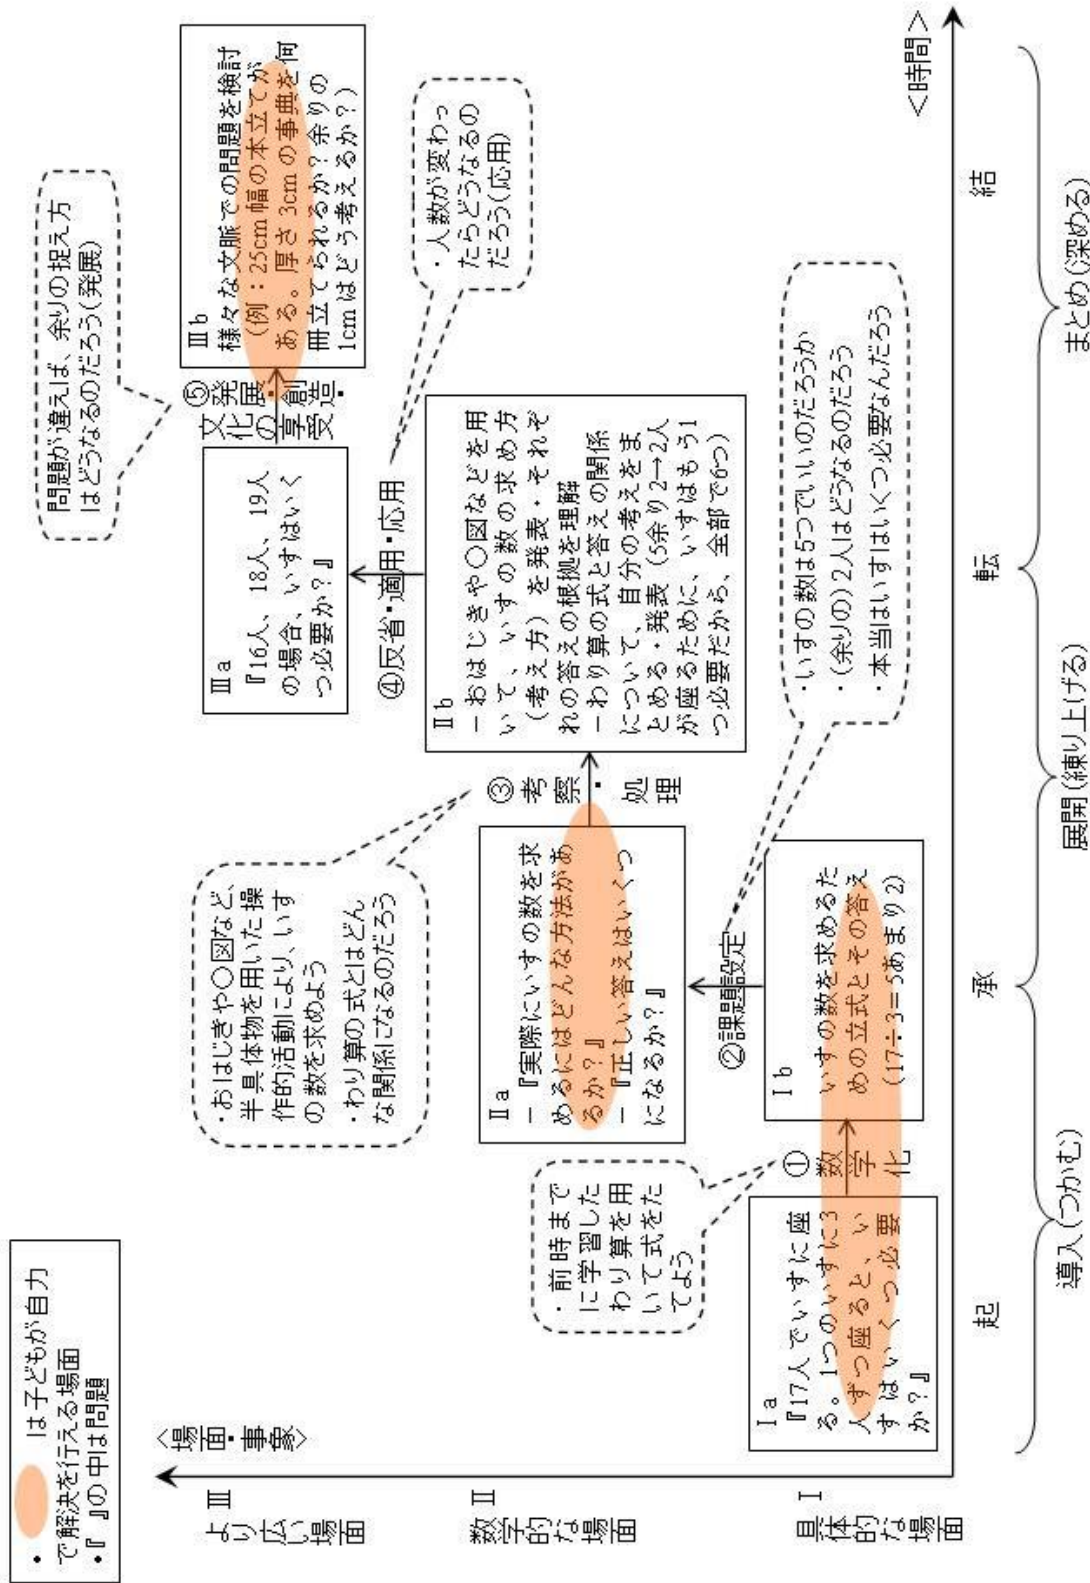 ・ は子どもが自力
で解決を行える場面
・『 』の中は問題
〈場面・事象〉
Ⅲ
より広い場面
Ⅱ
数学的な場面
Ⅰ
具体的な場面
Ⅰa
『17人でいすに座
る。1つのいすに3
人ずつ座ると、い
すはいくつ必要
か?』
①数学化
・前時まで
に学習した
わり算を用
いて式をた
てよう
Ⅰb
いすの数を求めるた
めの立式とその答え
(17÷3=5あまり2)
②課題設定
・いすの数は5つでいいのだろうか
・(余りの)2人はどうなるのだろう
・本当はいすはいくつ必要なんだろう
Ⅱa
－『実際にいすの数を求
めるにはどんな方法があ
るか?』
－『正しい答えはいくつ
になるか?』
③考察・処理
・おはじきや○図など、
半具体物を用いた操
作的活動により、いす
の数を求めよう
・わり算の式とはどん
な関係になるのだろう
Ⅱb
－おはじきや○図などを用
いて、いすの数の求め方
(考え方)を発表・それぞ
れの答えの根拠を理解
－わり算の式と答えの関係
について、自分の考えをま
とめる・発表(5余り2→2人
が座るために、いすはもう1
つ必要だから、全部で6つ)
④反省・適用・応用
・人数が変わっ
たらどうなるの
だろう(応用)
Ⅲa
『16人、18人、19人
の場合、いすはいく
つ必要か?』
⑤発展・創造・
文化の享受
問題が違えば、余りの捉え方
はどうなるのだろう(発展)
Ⅲb
様々な文脈での問題を検討
(例：25cm幅の本立てが
ある。厚さ3cmの事典を何
冊立てられるか?余りの
1cmはどう考えるか?)
起
承
転
結
<時間>
導入(つかむ)
展開(練り上げる)
まとめ(深める)